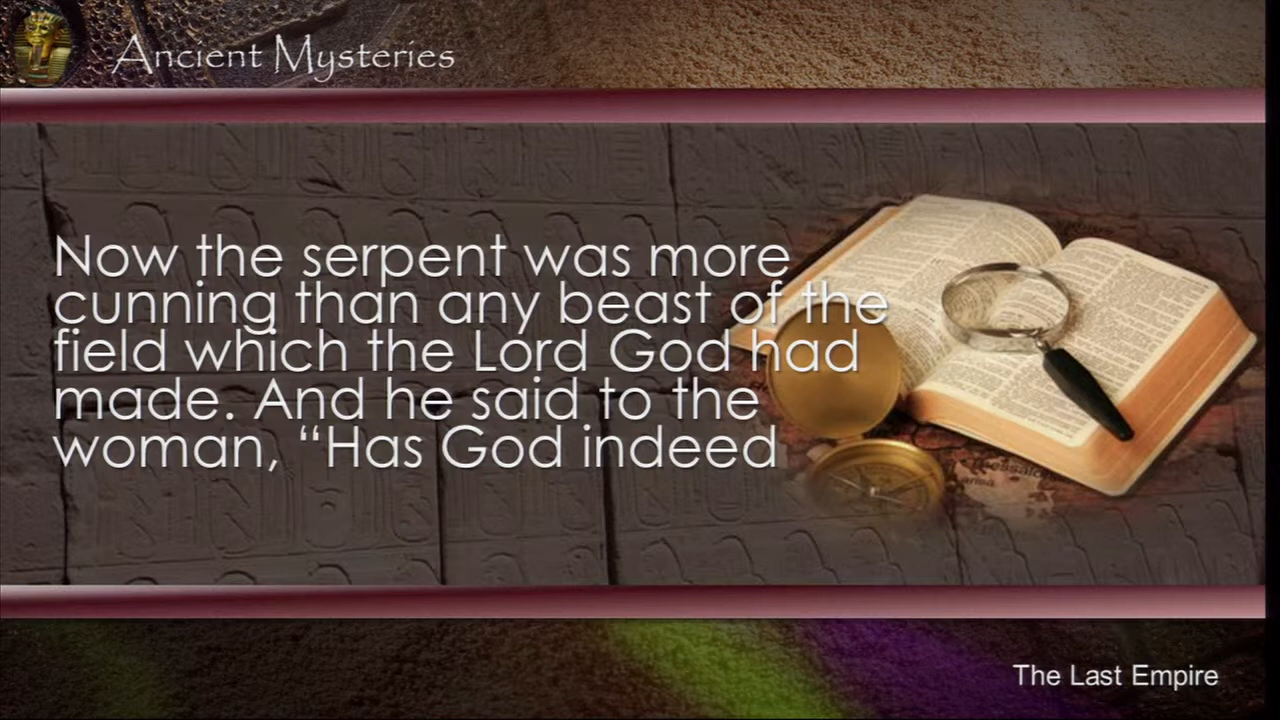 Ancient Mysteries
Now the serpent was more
cunning than any beast of the
field which the Lord God had
made. And he said to the
woman, “Has God indeed
The Last Empire